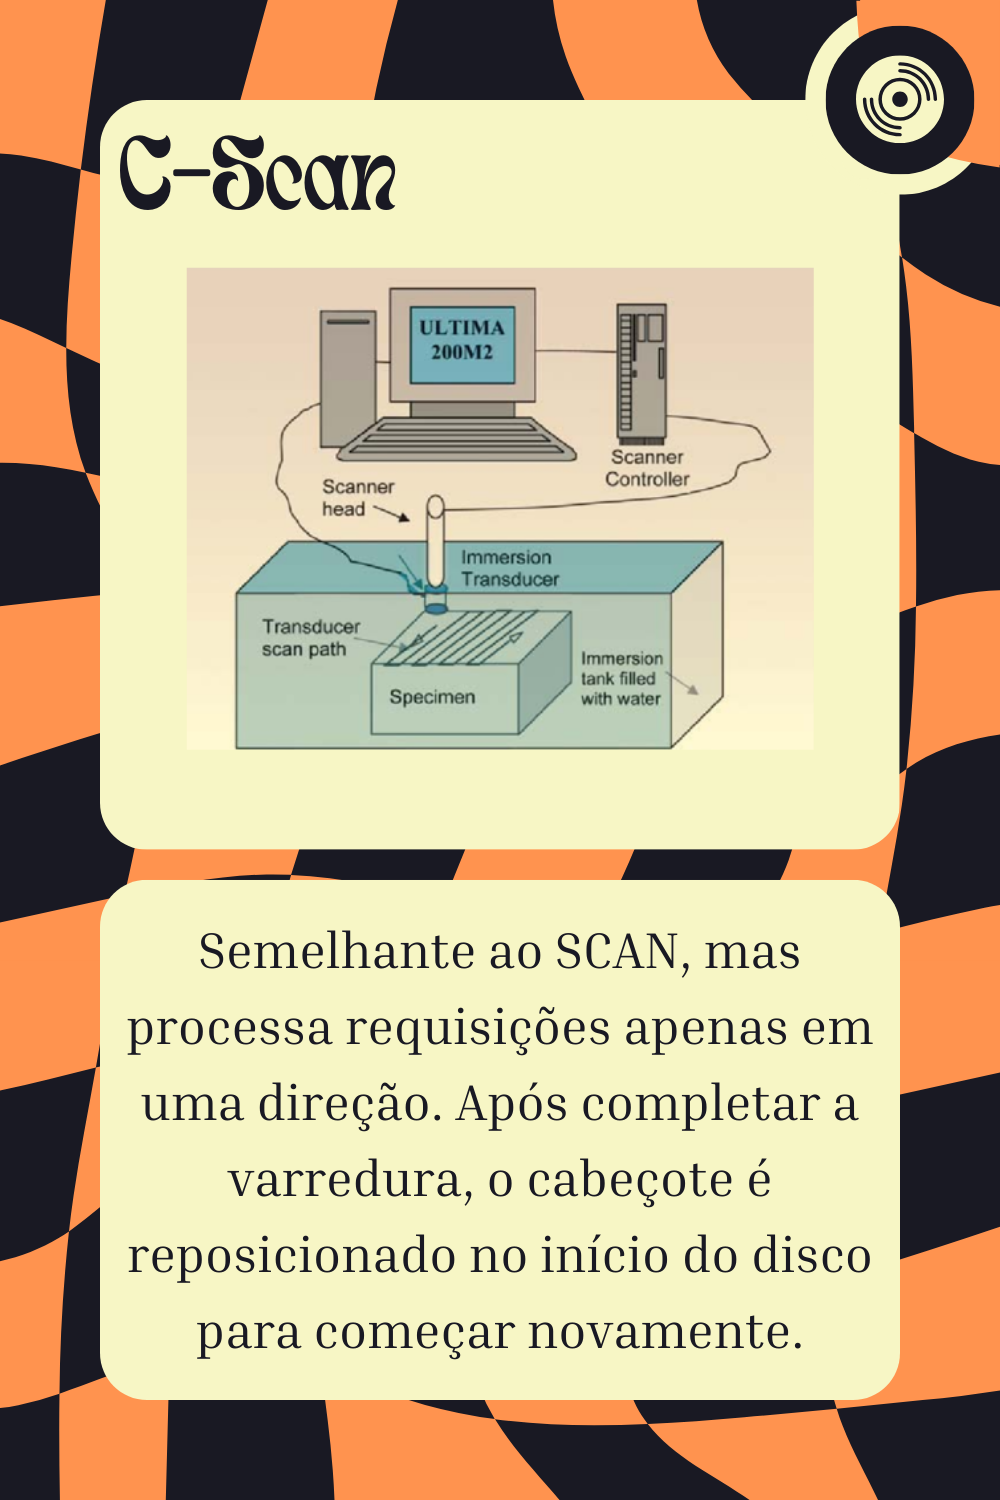 C-Scan
ULTIMA
200M2
Scanner
Controller
Scanner
head
Immersion
Transducer
Transducer
scan path
Immersion
tank filled
with water
Specimen
Semelhante ao SCAN, mas
processa requisições apenas em
uma direção. Após completar a
varredura, o cabeçote é
reposicionado no início do disco
para começar novamente.